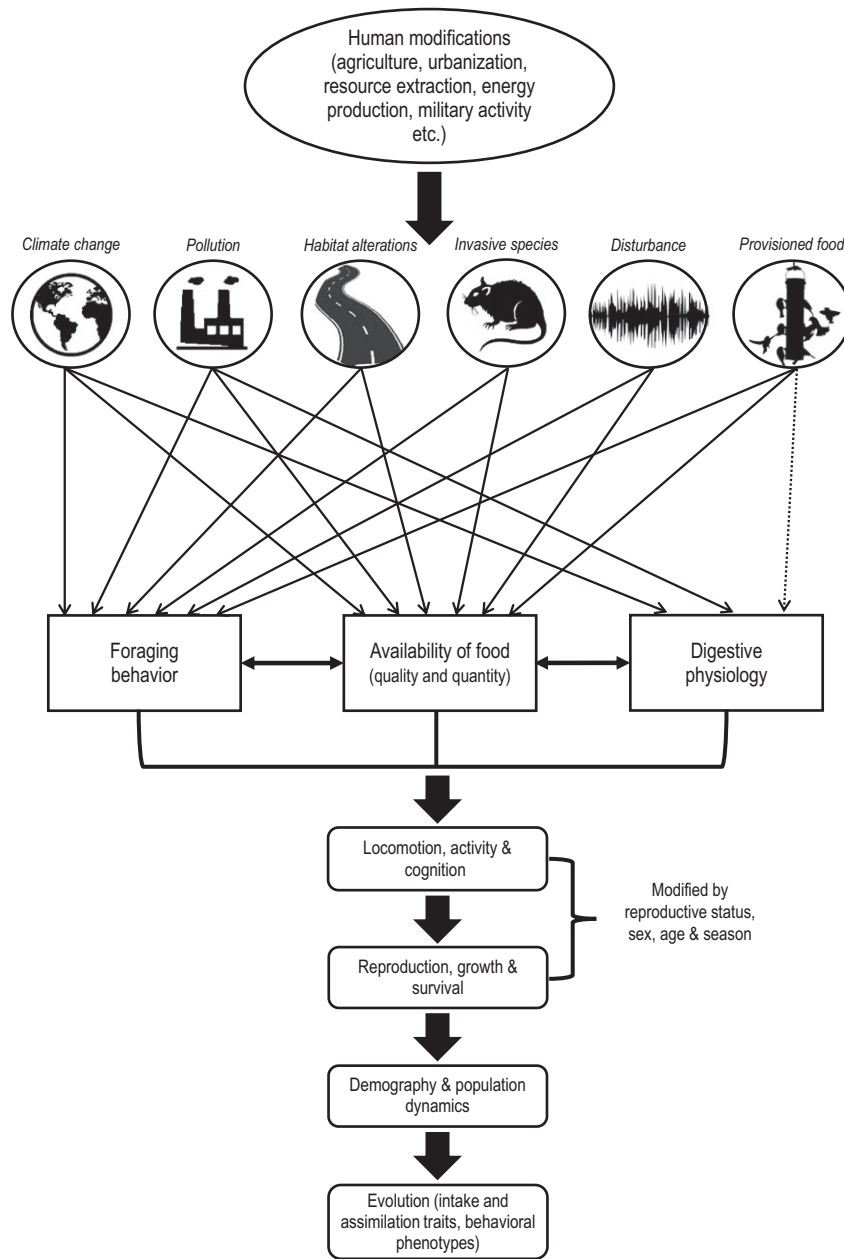 Human modifications
(agriculture, urbanization,
resource extraction, energy
production, military activity
etc.)
Climate change
Pollution
Habitat alterations
Invasive species
Disturbance
Provisioned food
Foraging
behavior
Availability of food
(quality and quantity)
Digestive
physiology
Locomotion, activity &
cognition
Modified by
reproductive status,
sex, age & season
Reproduction, growth &
survival
Demography & population
dynamics
Evolution (intake and
assimilation traits, behavioral
phenotypes)